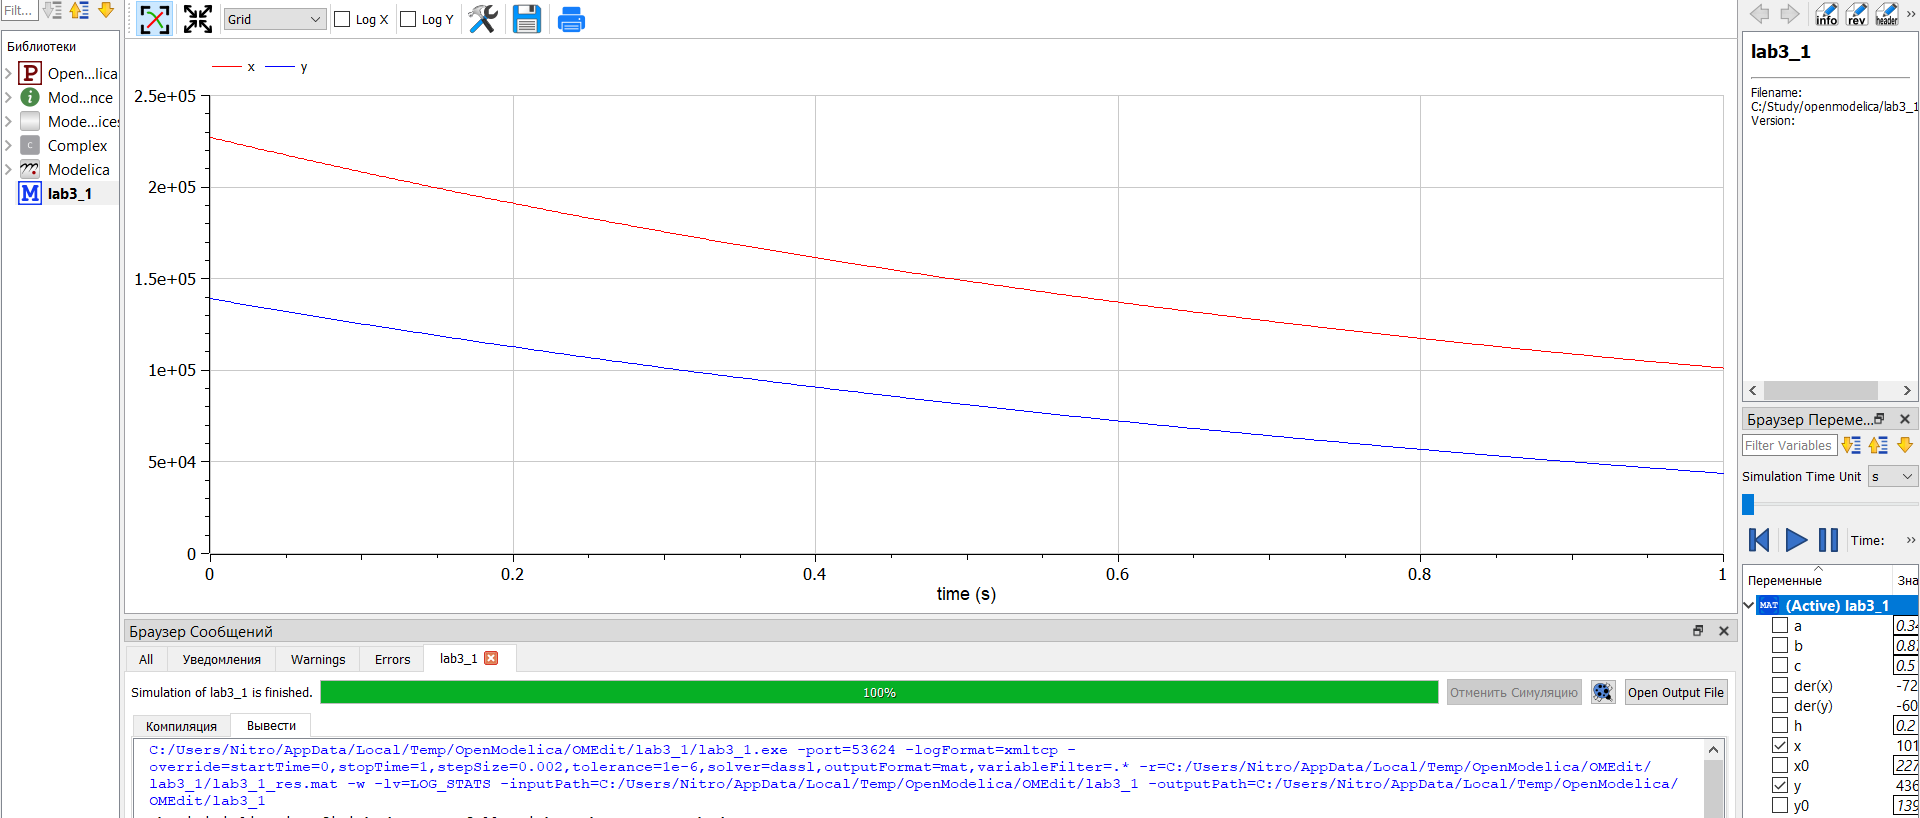 Filt...
Grid
Log X
Log Y
info
rev
header
Библиотеки
P Open...lica
i Mod...nce
Mode...ices
C Complex
Modelica
M lab3_1
x
y
2.5e+05
2e+05
1.5e+05
1e+05
5e+04
0
0
0.2
0.4
0.6
0.8
1
time (s)
lab3_1
Filename:
C:/Study/openmodelica/lab3_1
Version:
Браузер Переме...
Filter Variables
Simulation Time Unit
s
Time:
Переменные
Зна
MAT (Active) lab3_1
a 0.34
b 0.8
c 0.5
der(x) -72
der(y) -60
h 0.2
x 101
x0 227
y 436
y0 139
Браузер Сообщений
All
Уведомления
Warnings
Errors
lab3_1
Simulation of lab3_1 is finished.
100%
Отменить Симуляцию
Open Output File
Компиляция
Вывести
C:/Users/Nitro/AppData/Local/Temp/OpenModelica/OMEdit/lab3_1/lab3_1.exe -port=53624 -logFormat=xmltcp -
override=startTime=0,stopTime=1,stepSize=0.002,tolerance=1e-6,solver=dassl,outputFormat=mat,variableFilter=.* -r=C:/Users/Nitro/AppData/Local/Temp/OpenModelica/OMEdit/
lab3_1/lab3_1_res.mat -w -lv=LOG_STATS -inputPath=C:/Users/Nitro/AppData/Local/Temp/OpenModelica/OMEdit/lab3_1 -outputPath=C:/Users/Nitro/AppData/Local/Temp/OpenModelica/
OMEdit/lab3_1